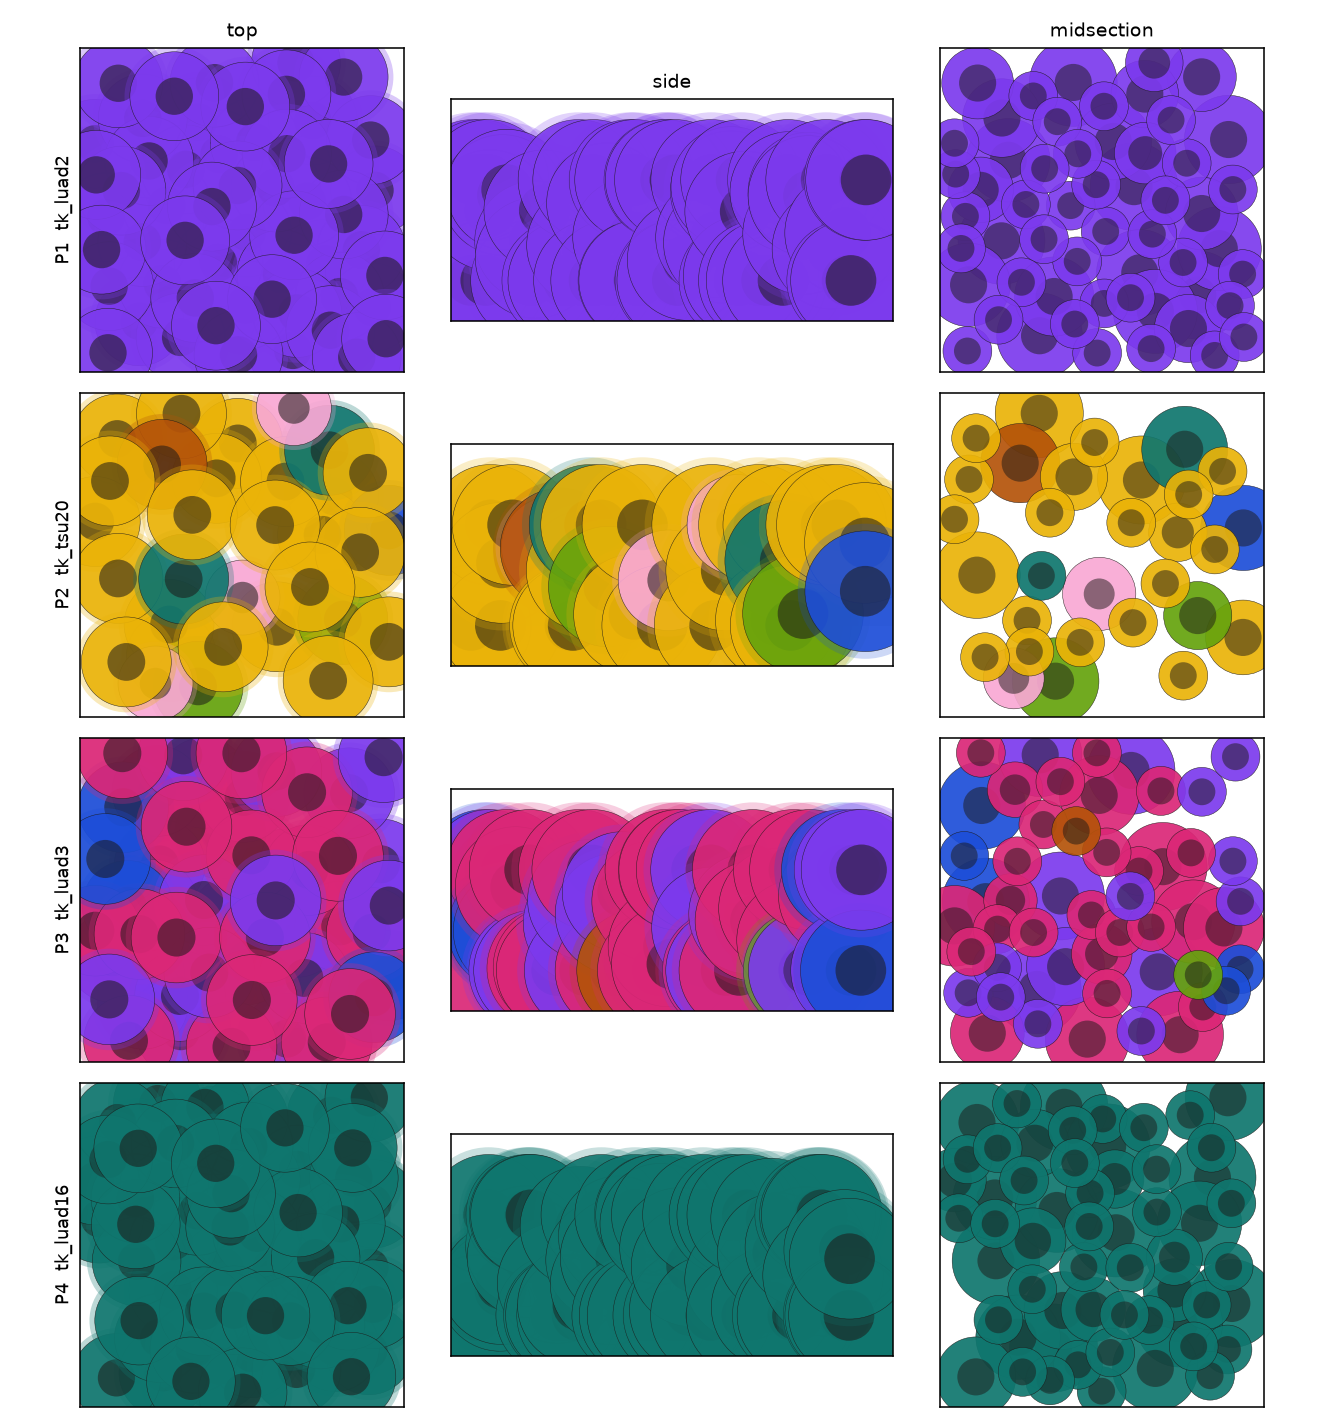 top
side
midsection
P1 tk_luad2
P2 tk_tsu20
P3 tk_luad3
P4 tk_luad16